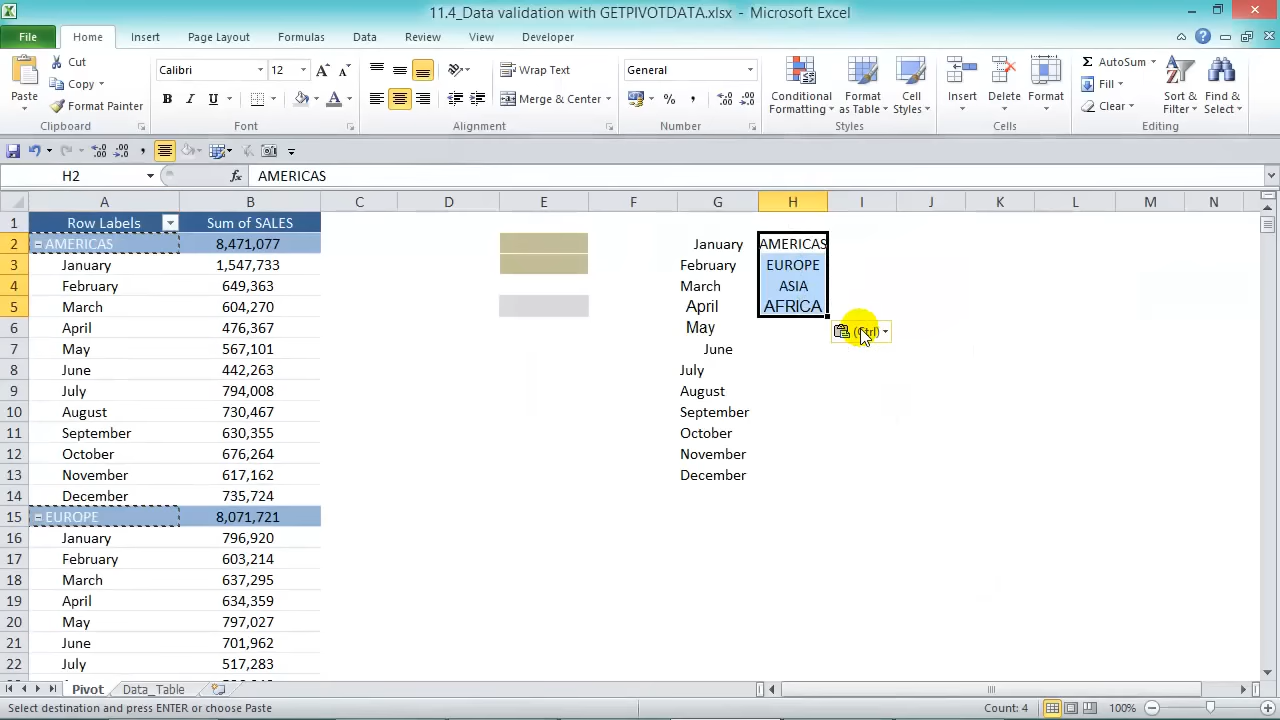 11.4_Data validation with GETPIVOTDATA.xlsx - Microsoft Excel
File Home Insert Page Layout Formulas Data Review View Developer
Paste Cut Copy Format Painter
Calibri 12 B I U A A A
Wrap Text
Merge & Center
General % ,
Conditional Formatting
Format as Table
Cell Styles
Insert Delete Format
Σ AutoSum Fill Clear
Sort & Filter
Find & Select
Clipboard Font Alignment Number Styles Cells Editing
H2 fx AMERICAS
A B C D E F G H I J K L M N
1 Row Labels Sum of SALES
2 AMERICAS 8,471,077 January AMERICAS
3 January 1,547,733 February EUROPE
4 February 649,363 March ASIA
5 March 604,270 April AFRICA
6 April 476,367 May (Ctrl)
7 May 567,101 June
8 June 442,263 July
9 July 794,008 August
10 August 730,467 September
11 September 630,355 October
12 October 676,264 November
13 November 617,162 December
14 December 735,724
15 EUROPE 8,071,721
16 January 796,920
17 February 603,214
18 March 637,295
19 April 634,359
20 May 797,027
21 June 701,962
22 July 517,283
Pivot Data_Table
Select destination and press ENTER or choose Paste Count: 4 100%